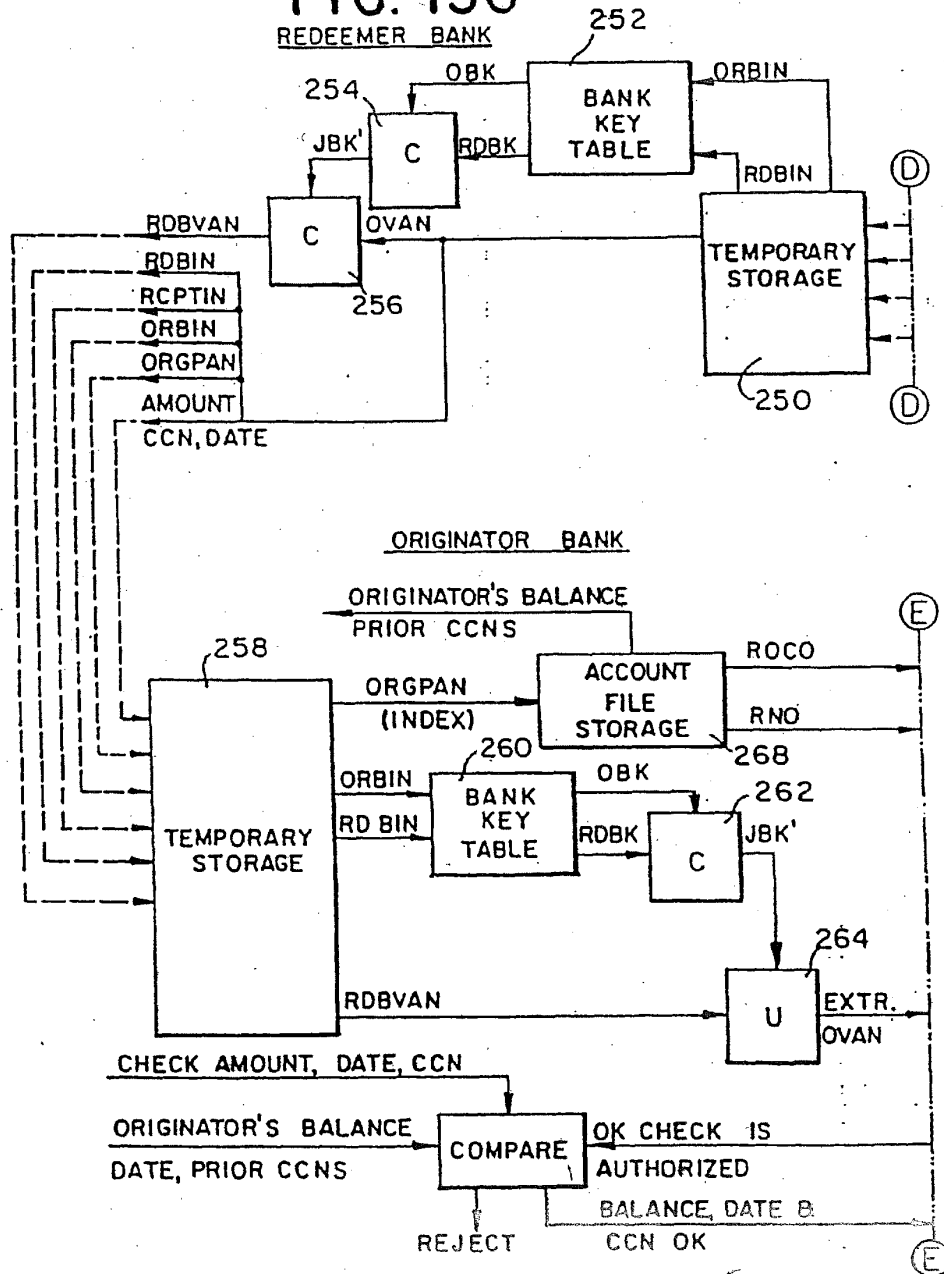 FIG. 13C
REDEEMER BANK
252
254
OBK
BANK
KEY
TABLE
ORBIN
JBK'
C
RDBK
RDBIN
D
RDBVAN
C
OVAN
TEMPORARY
STORAGE
RDBIN
RCPTIN
256
ORBIN
ORGPAN
250
D
AMOUNT
CCN, DATE
ORIGINATOR BANK
ORIGINATOR'S BALANCE
PRIOR CCNS
E
258
ORGPAN
(INDEX)
ACCOUNT
FILE
STORAGE
ROCO
RNO
268
260
ORBIN
RD BIN
BANK
KEY
TABLE
OBK
RDBK
262
C
JBK'
TEMPORARY
STORAGE
264
RDBVAN
U
EXTR.
OVAN
CHECK AMOUNT, DATE, CCN
ORIGINATOR'S BALANCE
DATE, PRIOR CCNS
COMPARE
OK CHECK IS
AUTHORIZED
REJECT
BALANCE, DATE &
CCN OK
E